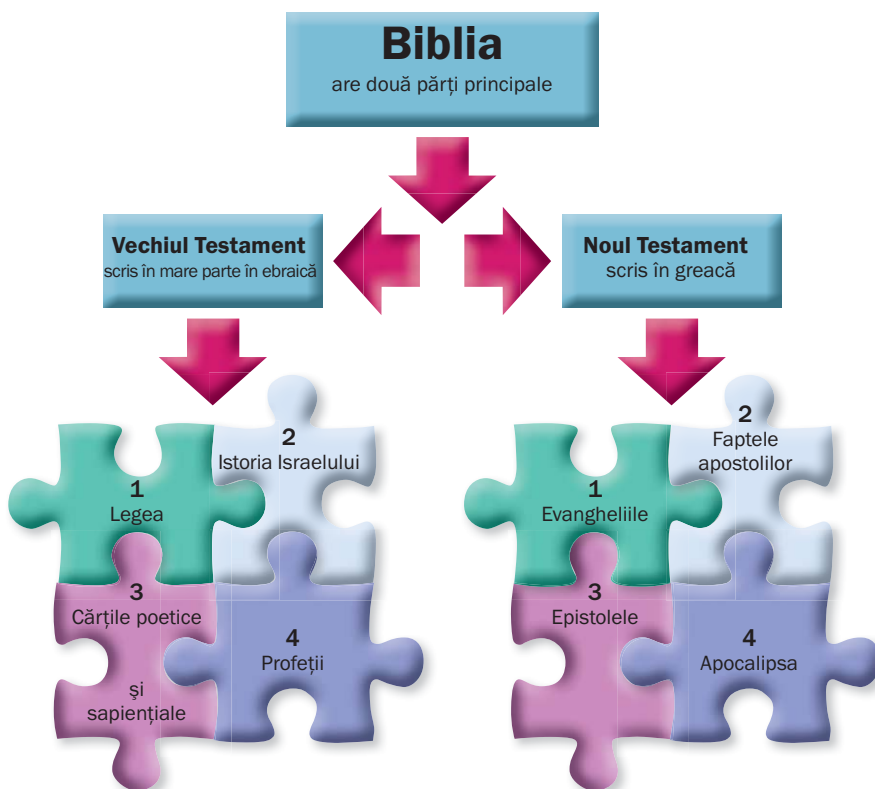 Biblia
are două părți principale
Vechiul Testament
scris în mare parte în ebraică
Noul Testament
scris în greacă
1
Legea
2
Istoria Israelului
3
Cărțile poetice
și
sapiențiale
4
Profeții
1
Evangheliile
2
Faptele
apostolilor
3
Epistolele
4
Apocalipsa